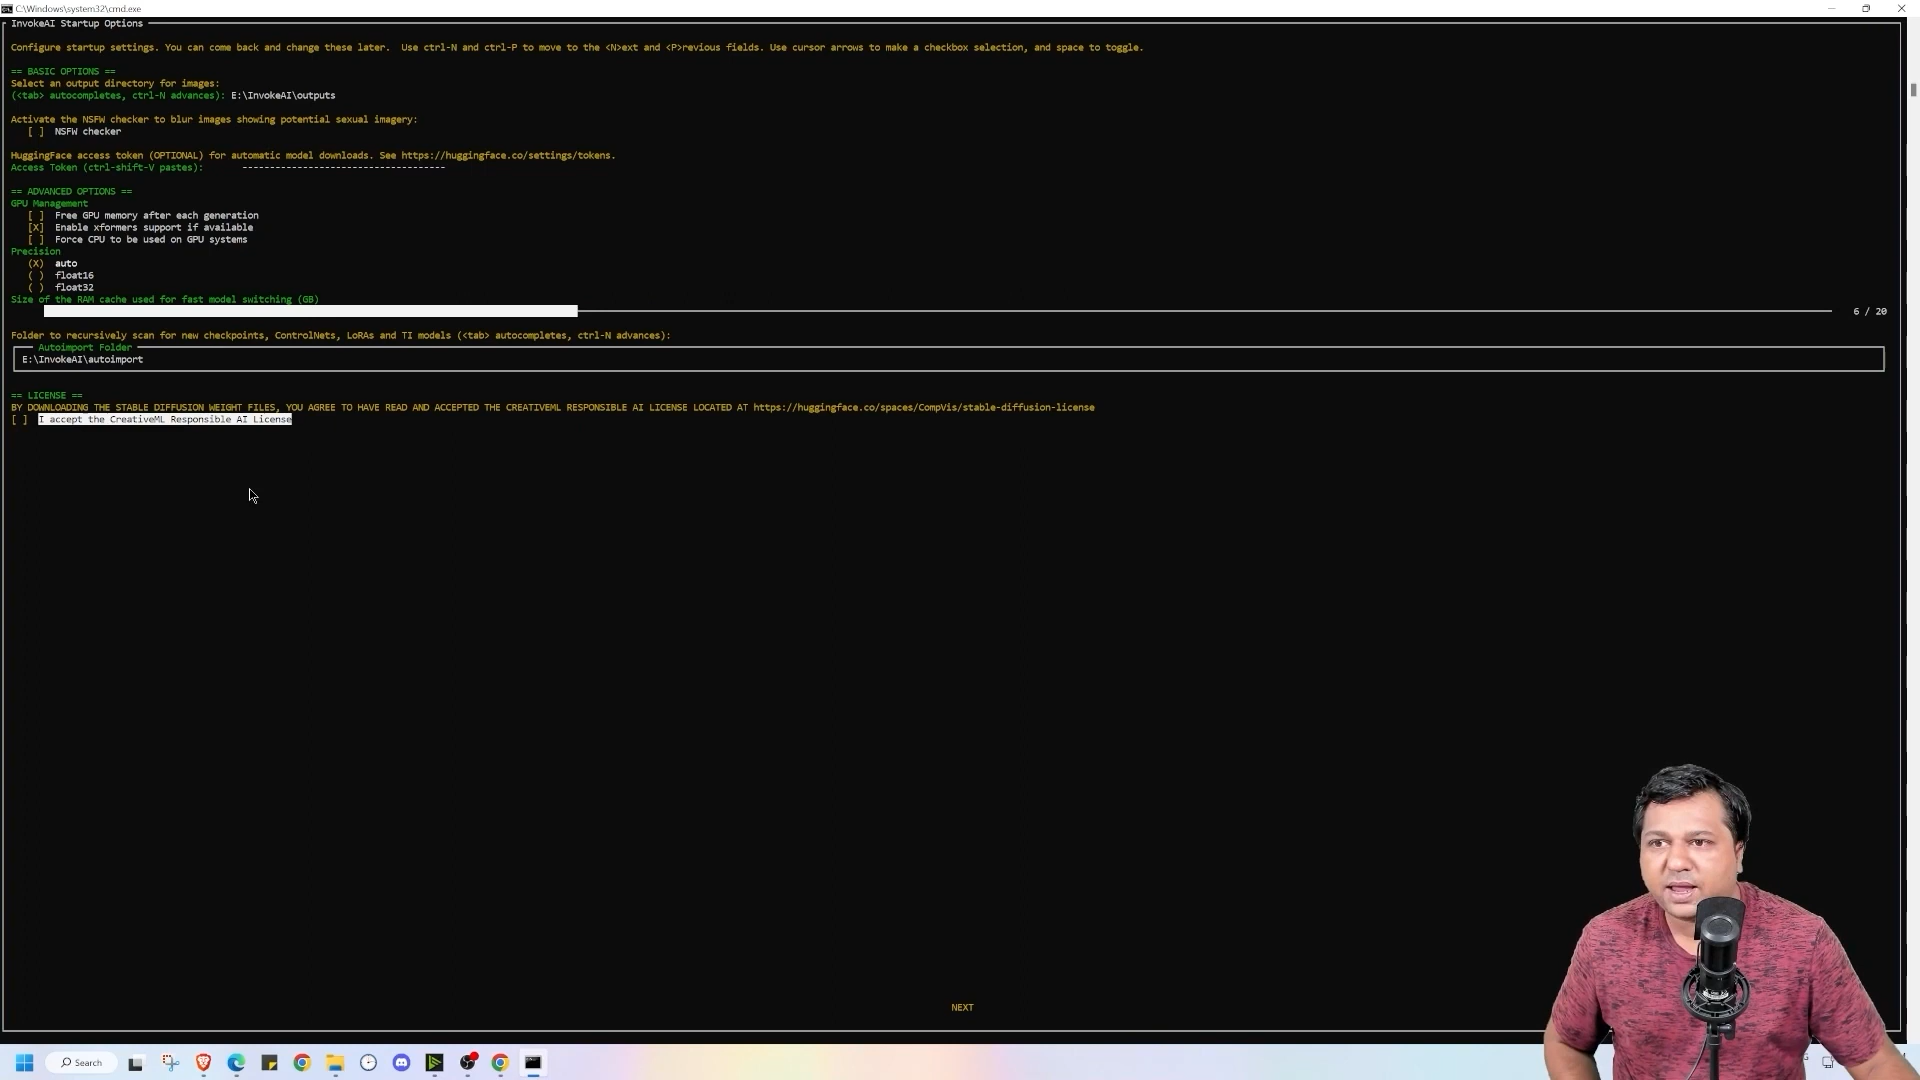 C:\Windows\system32\cmd.exe
InvokeAI Startup Options
Configure startup settings. You can come back and change these later.  Use ctrl-N and ctrl-P to move to the <N>ext and <P>revious fields. Use cursor arrows to make a checkbox selection, and space to toggle.
== BASIC OPTIONS ==
Select an output directory for images:
(<tab> autocompletes, ctrl-N advances): E:\InvokeAI\outputs
Activate the NSFW checker to blur images showing potential sexual imagery:
[ ]  NSFW checker
HuggingFace access token (OPTIONAL) for automatic model downloads. See https://huggingface.co/settings/tokens.
Access Token (ctrl-shift-V pastes):       -------------------------------------
== ADVANCED OPTIONS ==
GPU Management
[ ]  Free GPU memory after each generation
[X]  Enable xformers support if available
[ ]  Force CPU to be used on GPU systems
Precision
(X)  auto
( )  float16
( )  float32
Size of the RAM cache used for fast model switching (GB)
6 / 20
Folder to recursively scan for new checkpoints, ControlNets, LoRAs and TI models (<tab> autocompletes, ctrl-N advances):
Autoimport Folder
E:\InvokeAI\autoimport
== LICENSE ==
BY DOWNLOADING THE STABLE DIFFUSION WEIGHT FILES, YOU AGREE TO HAVE READ AND ACCEPTED THE CREATIVEML RESPONSIBLE AI LICENSE LOCATED AT https://huggingface.co/spaces/CompVis/stable-diffusion-license
[ ]  I accept the CreativeML Responsible AI License
NEXT
Search